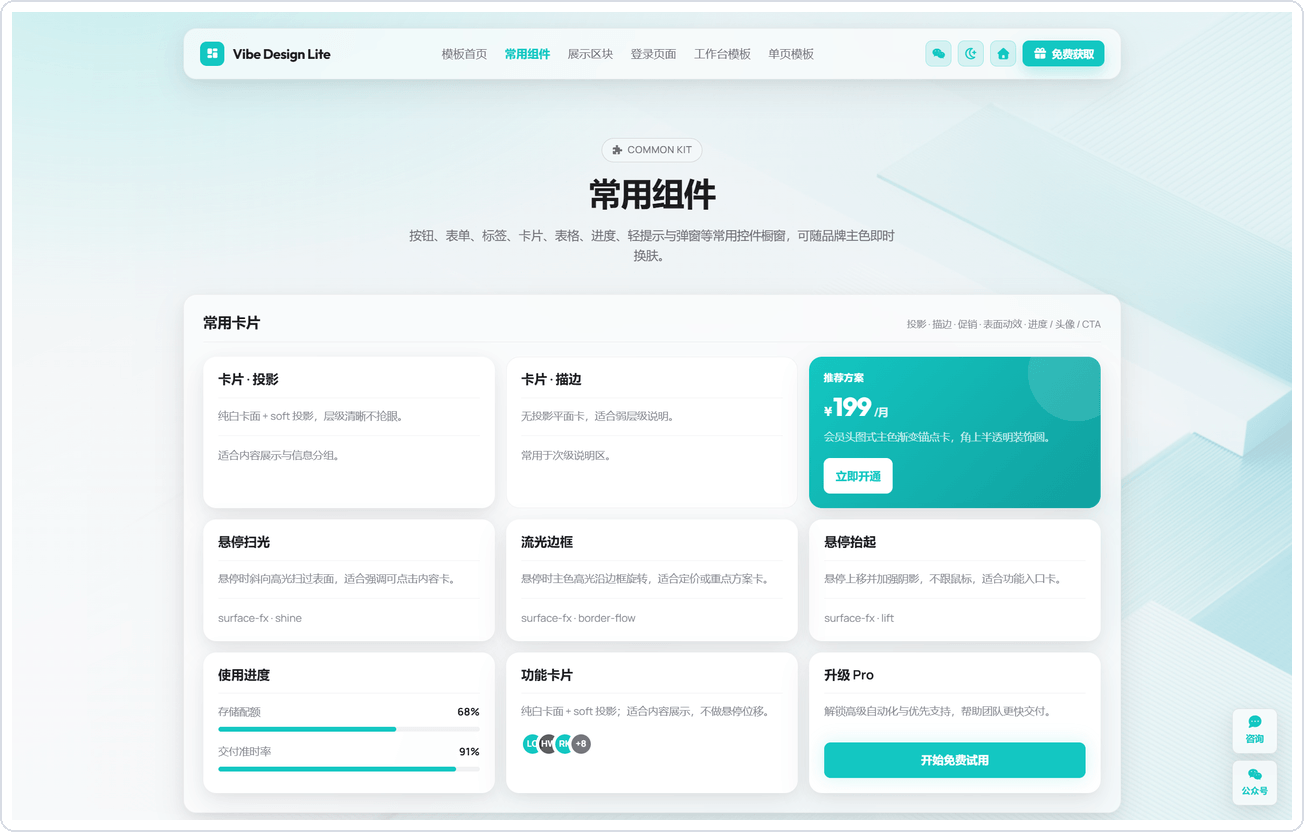 Vibe Design Lite
模板首页
常用组件
展示区块
登录页面
工作台模板
单页模板
免费获取
COMMON KIT
常用组件
按钮、表单、标签、卡片、表格、进度、轻提示与弹窗等常用控件橱窗，可随品牌主色即时
换肤。
常用卡片
投影 · 描边 · 促销 · 表面动效 · 进度 / 头像 / CTA
卡片 · 投影
纯白卡面 + soft 投影，层级清晰不抢眼。
适合内容展示与信息分组。
卡片 · 描边
无投影平面卡，适合弱层级说明。
常用于次级说明区。
推荐方案
¥199 /月
会员头图式主色渐变锚点卡，角上半透明装饰圆。
立即开通
悬停扫光
悬停时斜向高光扫过表面，适合强调可点击内容卡。
surface-fx · shine
流光边框
悬停时主色高光沿边框旋转，适合定价或重点方案卡。
surface-fx · border-flow
悬停抬起
悬停上移并加强阴影，不跟鼠标，适合功能入口卡。
surface-fx · lift
使用进度
存储配额 68%
交付准时率 91%
功能卡片
纯白卡面 + soft 投影；适合内容展示，不做悬停位移。
+8
升级 Pro
解锁高级自动化与优先支持，帮助团队更快交付。
开始免费试用
咨询
公众号